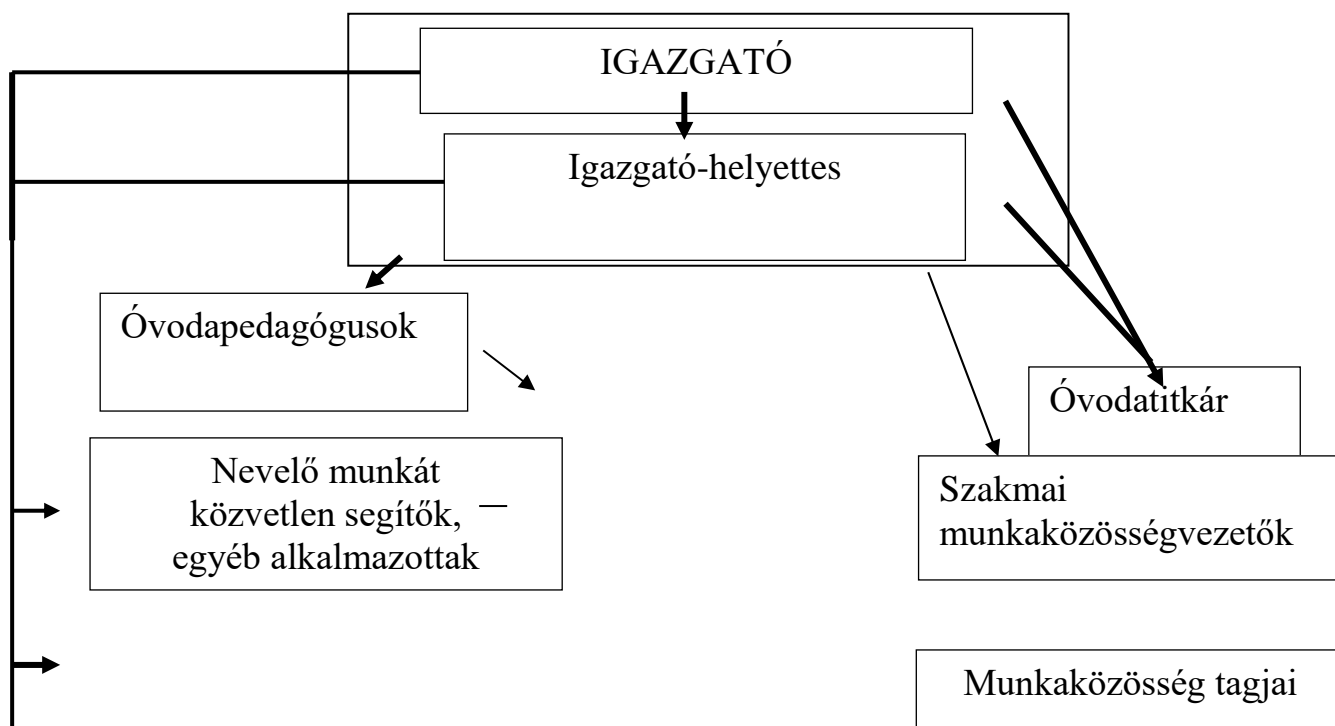 IGAZGATÓ
Igazgató-helyettes
Óvodapedagógusok
Óvodatitkár
Nevelő munkát
közvetlen segítők,
egyéb alkalmazottak
Szakmai
munkaközösségvezetők
Munkaközösség tagjai